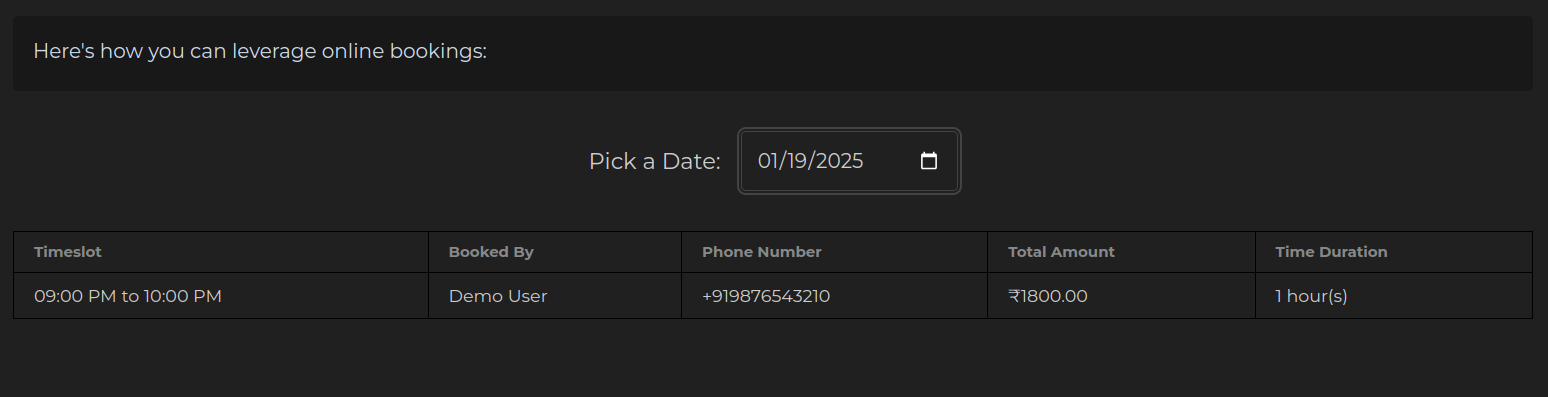 Here's how you can leverage online bookings:
Pick a Date: 01/19/2025
Timeslot Booked By Phone Number Total Amount Time Duration
09:00 PM to 10:00 PM Demo User +919876543210 ₹1800.00 1 hour(s)